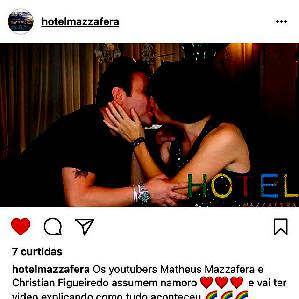 hotelmazzafera
HOTEL
MAZZAFERA
7 curtidas
hotelmazzafera Os youtubers Matheus Mazzafera e
Christian Figueiredo assumem namoro ❤️❤️❤️ e vai ter
video explicando como tudo aconteceu 🌈🌈🌈